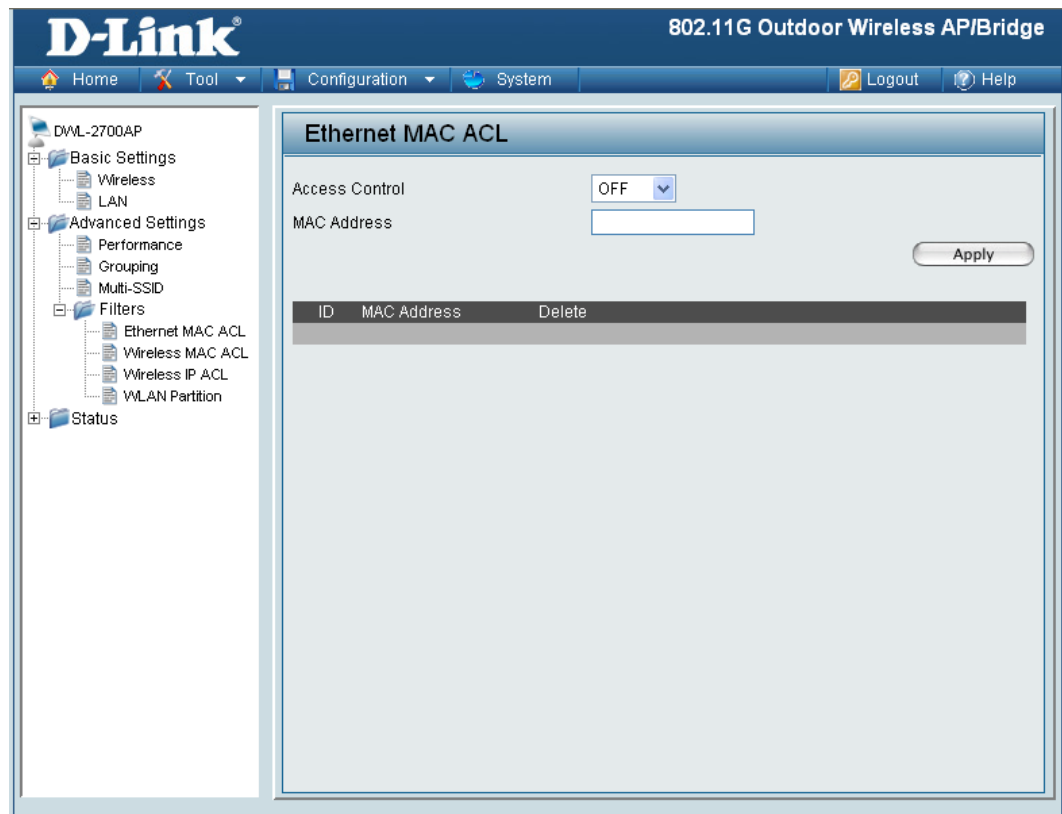 D-Link®
802.11G Outdoor Wireless AP/Bridge
Home Tool Configuration System Logout Help
DWL-2700AP
Basic Settings
Wireless
LAN
Advanced Settings
Performance
Grouping
Multi-SSID
Filters
Ethernet MAC ACL
Wireless MAC ACL
Wireless IP ACL
WLAN Partition
Status
Ethernet MAC ACL
Access Control OFF
MAC Address
Apply
ID MAC Address Delete